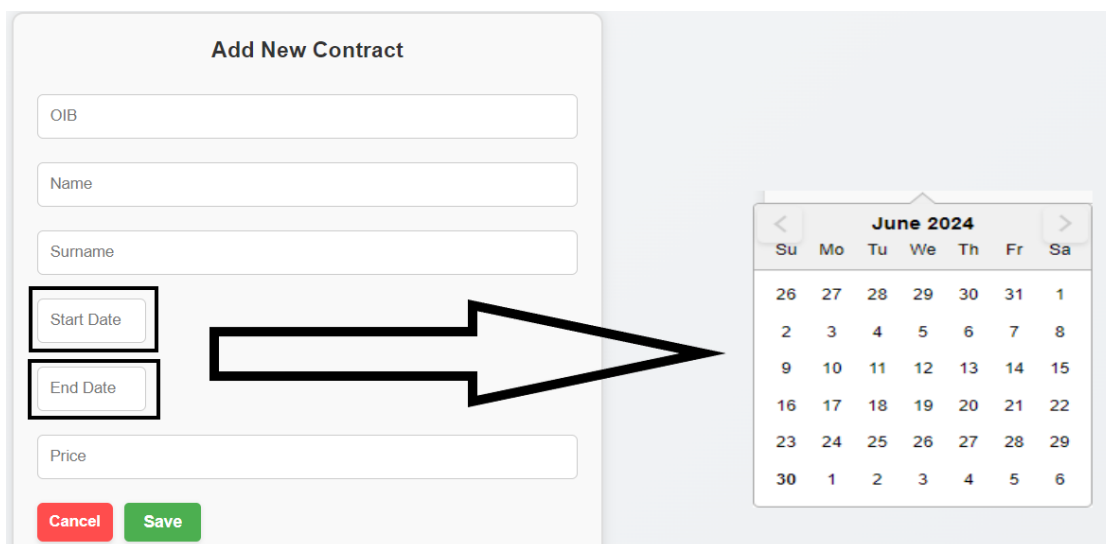 Add New Contract
OIB
Name
Surname
Start Date
End Date
Price
Cancel Save
< June 2024 >
Su Mo Tu We Th Fr Sa
26 27 28 29 30 31 1
2 3 4 5 6 7 8
9 10 11 12 13 14 15
16 17 18 19 20 21 22
23 24 25 26 27 28 29
30 1 2 3 4 5 6